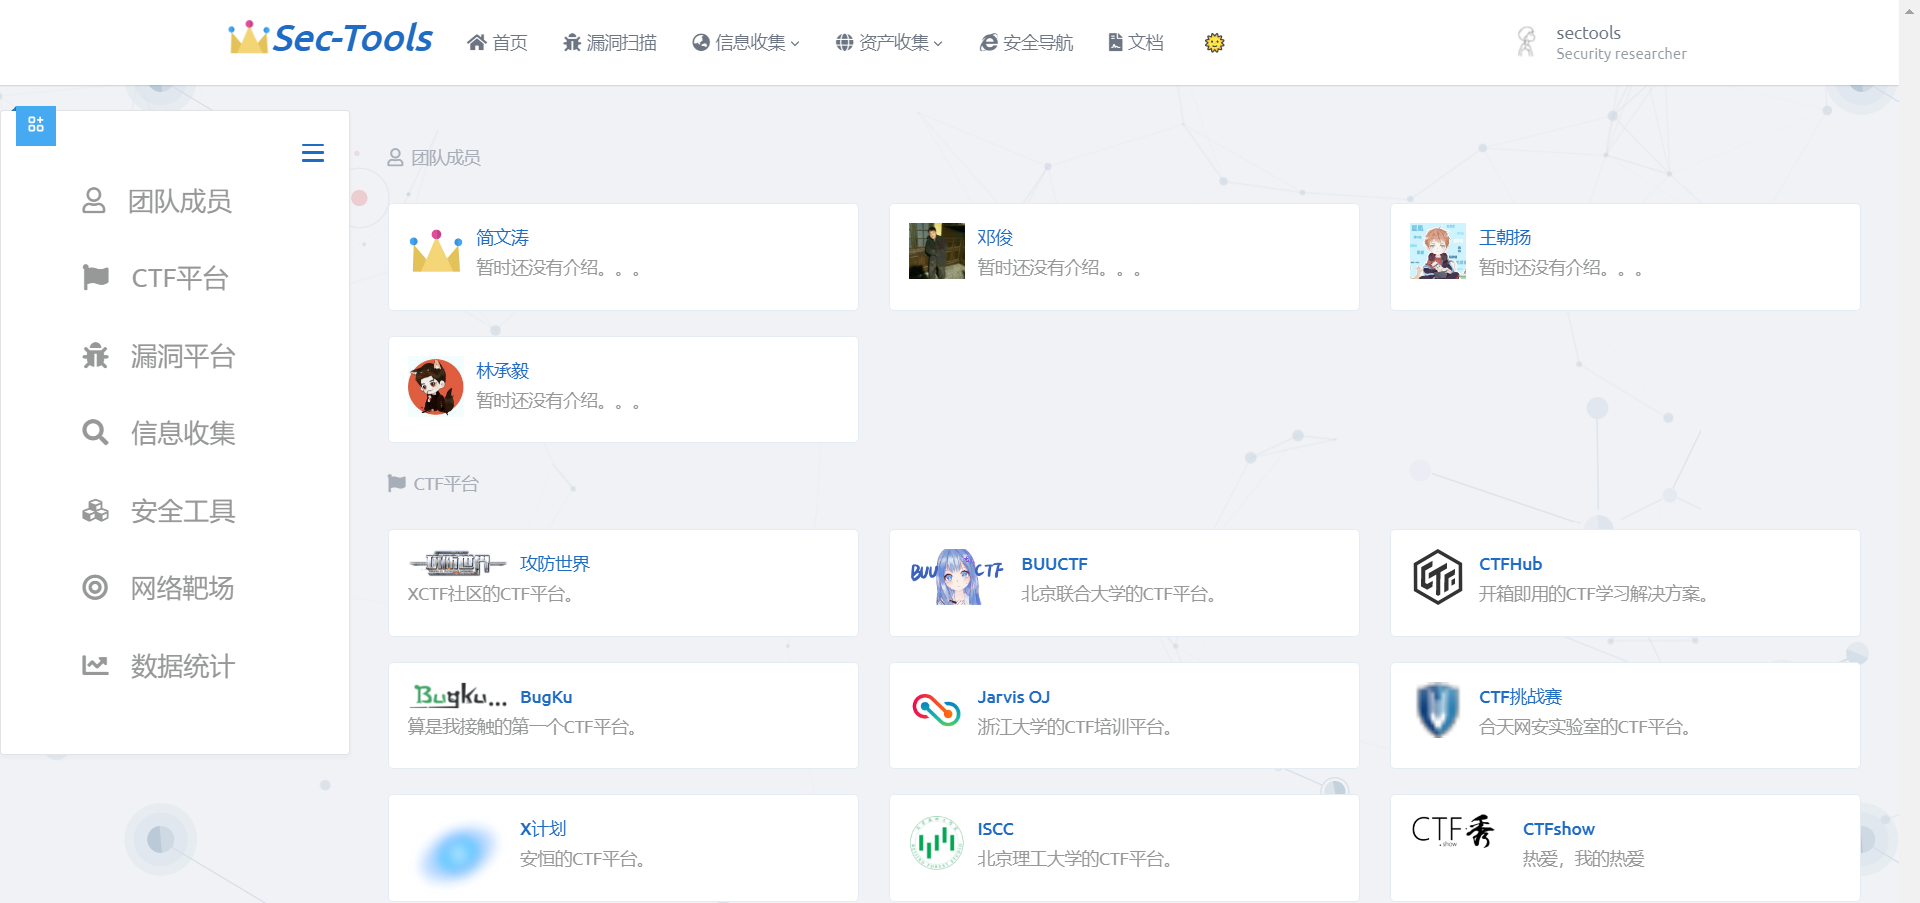 Sec-Tools
首页
漏洞扫描
信息收集
资产收集
安全导航
文档
sectools
Security researcher
团队成员
CTF平台
漏洞平台
信息收集
安全工具
网络靶场
数据统计
团队成员
简文涛
暂时还没有介绍。。。
邓俊
暂时还没有介绍。。。
王朝扬
暂时还没有介绍。。。
林承毅
暂时还没有介绍。。。
CTF平台
攻防世界
攻防世界
XCTF社区的CTF平台。
BUUCTF
BUUCTF
北京联合大学的CTF平台。
CTF
CTFHub
开箱即用的CTF学习解决方案。
Bugku...
BugKu
算是我接触的第一个CTF平台。
Jarvis OJ
浙江大学的CTF培训平台。
CTF挑战赛
合天网安实验室的CTF平台。
X计划
安恒的CTF平台。
ISCC
北京理工大学的CTF平台。
CTF秀
.show
CTFshow
热爱，我的热爱